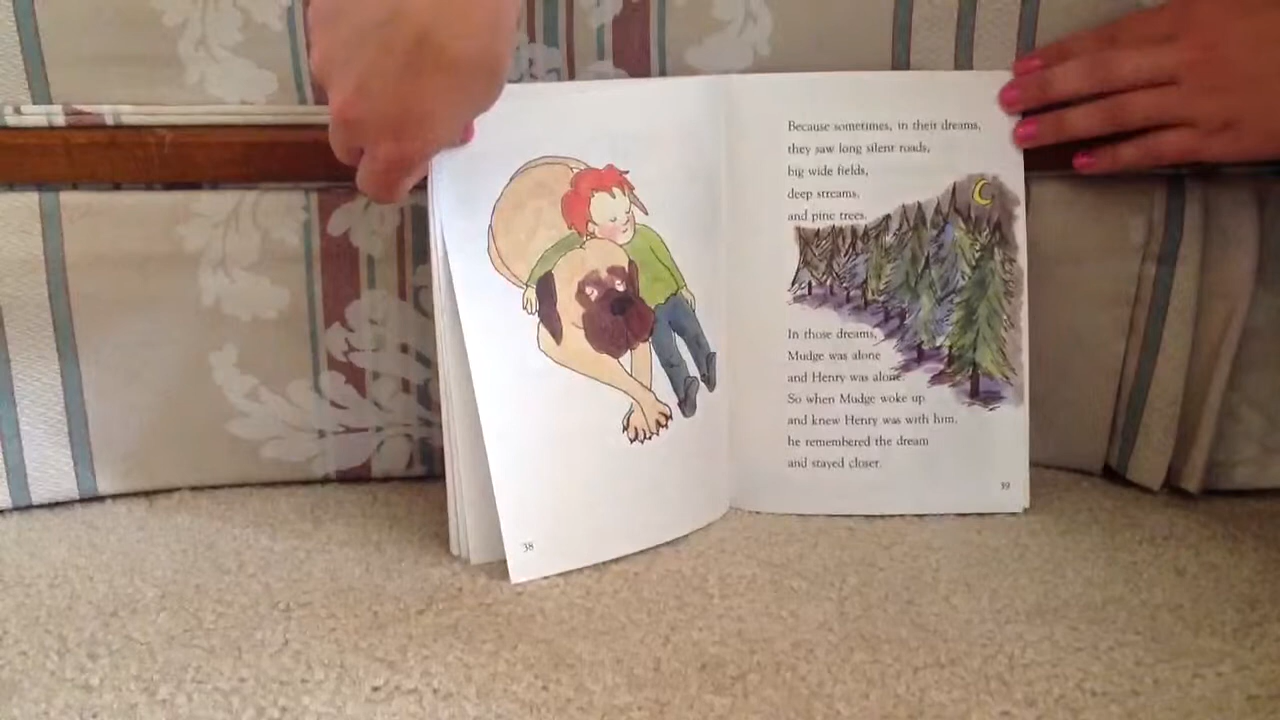 Because sometimes, in their dreams,
they saw long silent roads,
big wide fields,
deep streams,
and pine trees.
In those dreams,
Mudge was alone
and Henry was alone.
So when Mudge woke up
and knew Henry was with him,
he remembered the dream
and stayed closer.
38
39